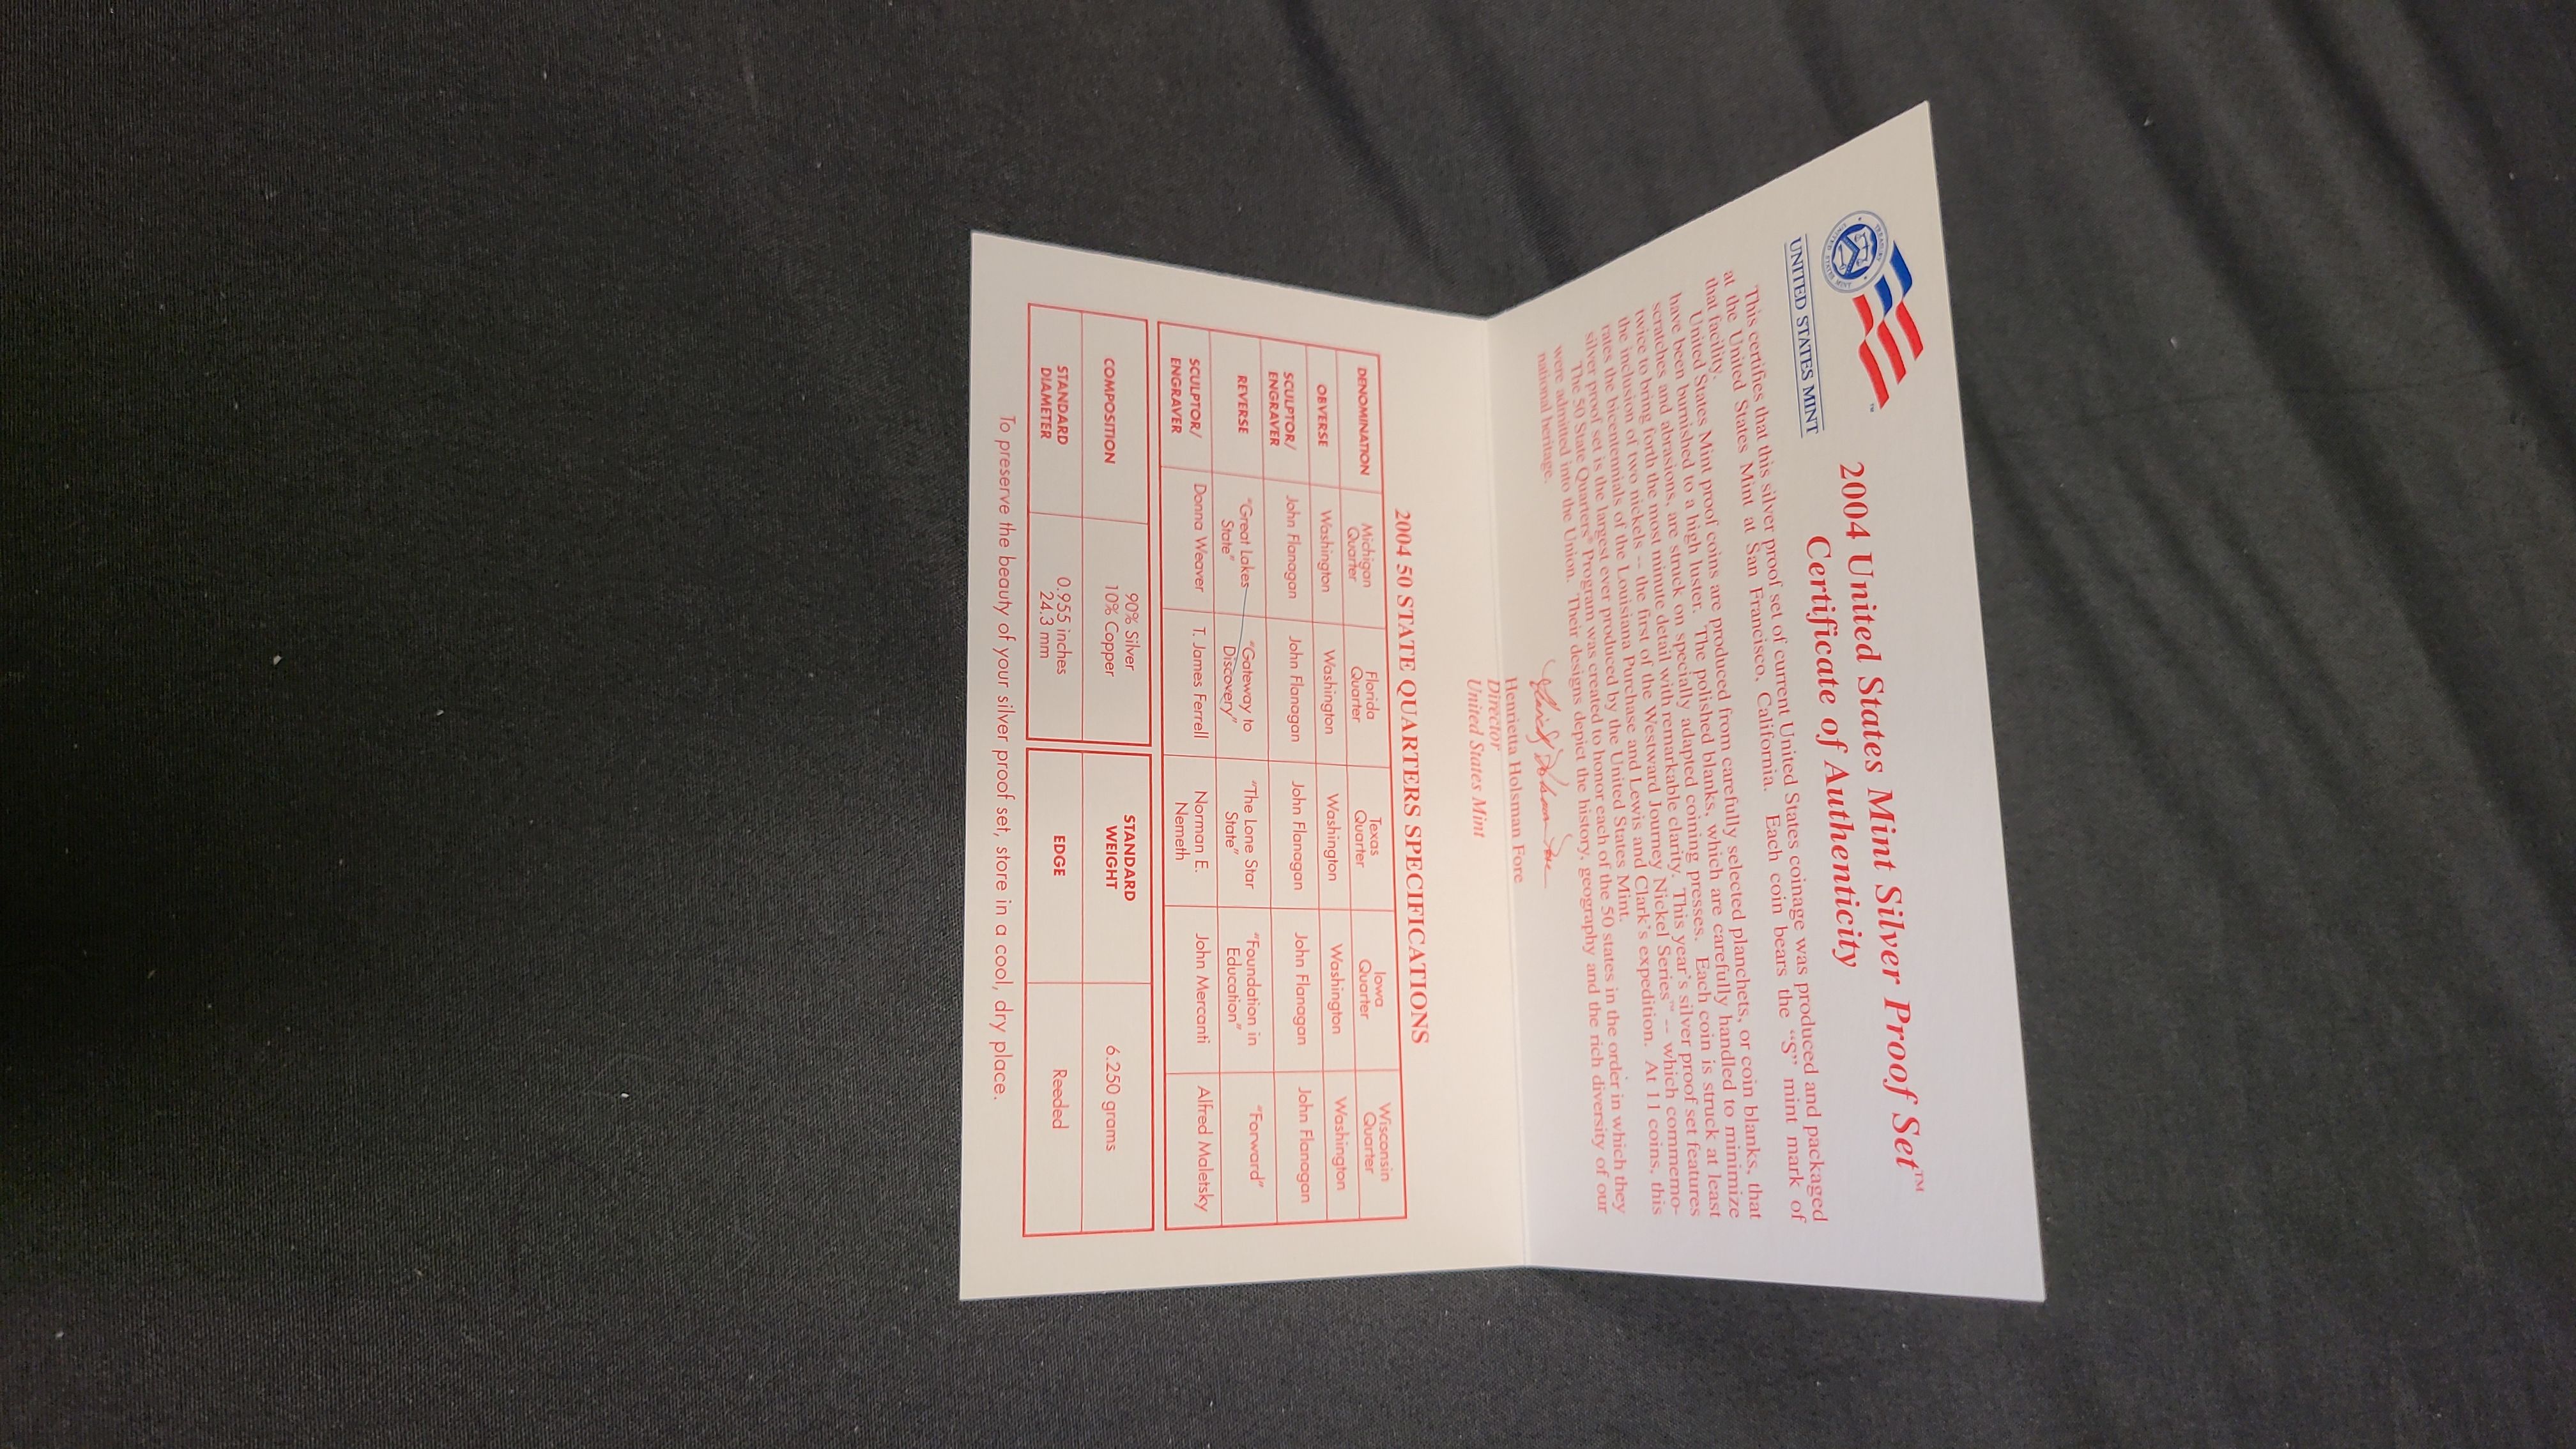 UNITED STATES MINT
2004 United States Mint Silver Proof Set™
Certificate of Authenticity
This certifies that this silver proof set of current United States coinage was produced and packaged
at the United States Mint at San Francisco, California. Each coin bears the “S” mint mark of
that facility.
United States Mint proof coins are produced from carefully selected planchets, or coin blanks, that
have been burnished to a high luster. The polished blanks, which are carefully handled to minimize
scratches and abrasions, are struck on specially adapted coining presses. Each coin is struck at least
twice to bring forth the most minute detail with remarkable clarity. This year’s silver proof set features
the inclusion of two nickels -- the first of the Westward Journey Nickel Series™ -- which commemo-
rates the bicentennials of the Louisiana Purchase and Lewis and Clark’s expedition. At 11 coins, this
silver proof set is the largest ever produced by the United States Mint.
The 50 State Quarters® Program was created to honor each of the 50 states in the order in which they
were admitted into the Union. Their designs depict the history, geography and the rich diversity of our
national heritage.
Henrietta Holsman Fore
Director
United States Mint
2004 50 STATE QUARTERS SPECIFICATIONS
DENOMINATION Michigan Quarter Florida Quarter Texas Quarter Iowa Quarter Wisconsin Quarter
OBVERSE Washington Washington Washington Washington Washington
SCULPTOR/ ENGRAVER John Flanagan John Flanagan John Flanagan John Flanagan John Flanagan
REVERSE “Great Lakes State” “Gateway to Discovery” “The Lone Star State” “Foundation in Education” “Forward”
SCULPTOR/ ENGRAVER Donna Weaver T. James Ferrell Norman E. Nemeth John Mercanti Alfred Maletsky
COMPOSITION 90% Silver 10% Copper STANDARD WEIGHT 6.250 grams
STANDARD DIAMETER 0.955 inches 24.3 mm EDGE Reeded
To preserve the beauty of your silver proof set, store in a cool, dry place.